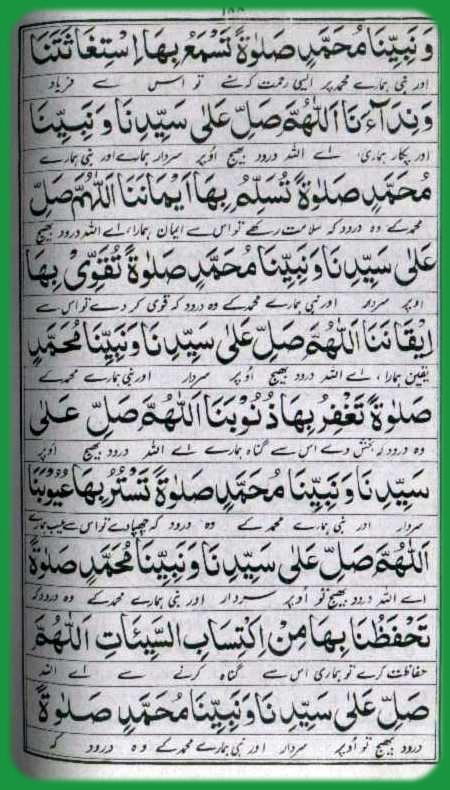 وَنَبِيِّنَا مُحَمَّدٍ صَلٰوةً تَسْمَعُ بِهَا اِسْتِغَاثَتَنَا
اور نبی ہمارے محمد پر ایسی رحمت کرنے تو اس سے فریاد
وَنِدَآءَنَا اَللّٰهُمَّ صَلِّ عَلٰى سَيِّدِنَا وَنَبِيِّنَا
اور پکار ہماری، اے اللہ درود بھیج اوپر سردار ہمارے اور نبی ہمارے
مُحَمَّدٍ صَلٰوةً تُسَلِّمُ بِهَا اِيْمَانَنَا اَللّٰهُمَّ صَلِّ
محمد کے وہ درود کہ سلامت رکھے تو اس سے ایمان ہمارا، اے اللہ درود بھیج
عَلٰى سَيِّدِنَا وَنَبِيِّنَا مُحَمَّدٍ صَلٰوةً تُقَوِّىْ بِهَا
اوپر سردار اور نبی ہمارے محمد کے وہ درود کہ قوی کر دے تو اس سے
اِيْقَانَنَا اَللّٰهُمَّ صَلِّ عَلٰى سَيِّدِنَا وَنَبِيِّنَا مُحَمَّدٍ
یقین ہمارا، اے اللہ درود بھیج اوپر سردار اور نبی ہمارے محمد کے
صَلٰوةً تَغْفِرُ بِهَا ذُنُوْبَنَا اَللّٰهُمَّ صَلِّ عَلٰى
وہ درود کہ بخش دے اس سے گناہ ہمارے اے اللہ درود بھیج اوپر
سَيِّدِنَا وَنَبِيِّنَا مُحَمَّدٍ صَلٰوةً تَسْتُرُ بِهَا عُيُوْبَنَا
سردار اور نبی ہمارے محمد کے وہ درود کہ چھپا دے تو اس سے عیب ہمارے
اَللّٰهُمَّ صَلِّ عَلٰى سَيِّدِنَا وَنَبِيِّنَا مُحَمَّدٍ صَلٰوةً
اے اللہ درود بھیج تو اوپر سردار اور نبی ہمارے محمد کے وہ درود کہ
تَحْفَظُنَا بِهَا مِنْ اِكْتِسَابِ السَّيِّئَاتِ اَللّٰهُمَّ
حفاظت کرے تو ہماری اس سے گناہ کرنے سے اے اللہ
صَلِّ عَلٰى سَيِّدِنَا وَنَبِيِّنَا مُحَمَّدٍ صَلٰوةً
درود بھیج تو اوپر سردار اور نبی ہمارے محمد کے وہ درود کہ